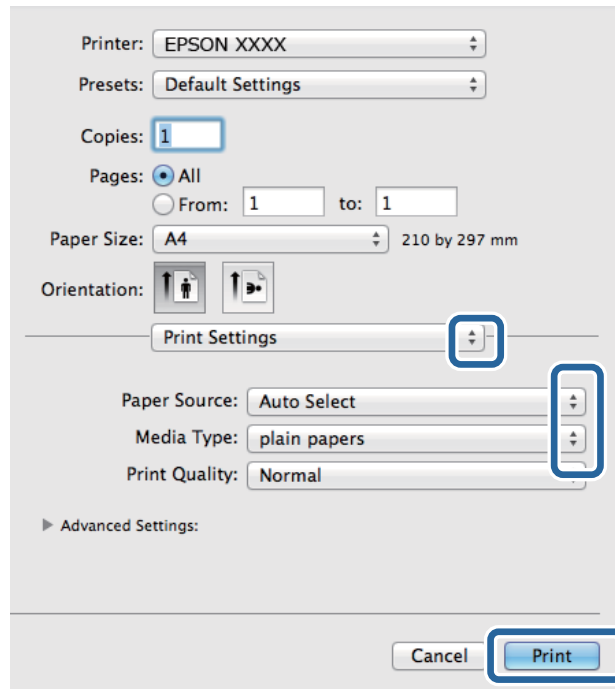 Printer: EPSON XXXX
Presets: Default Settings
Copies: 1
Pages: All
From: 1 to: 1
Paper Size: A4 210 by 297 mm
Orientation:
Print Settings
Paper Source: Auto Select
Media Type: plain papers
Print Quality: Normal
Advanced Settings:
Cancel Print